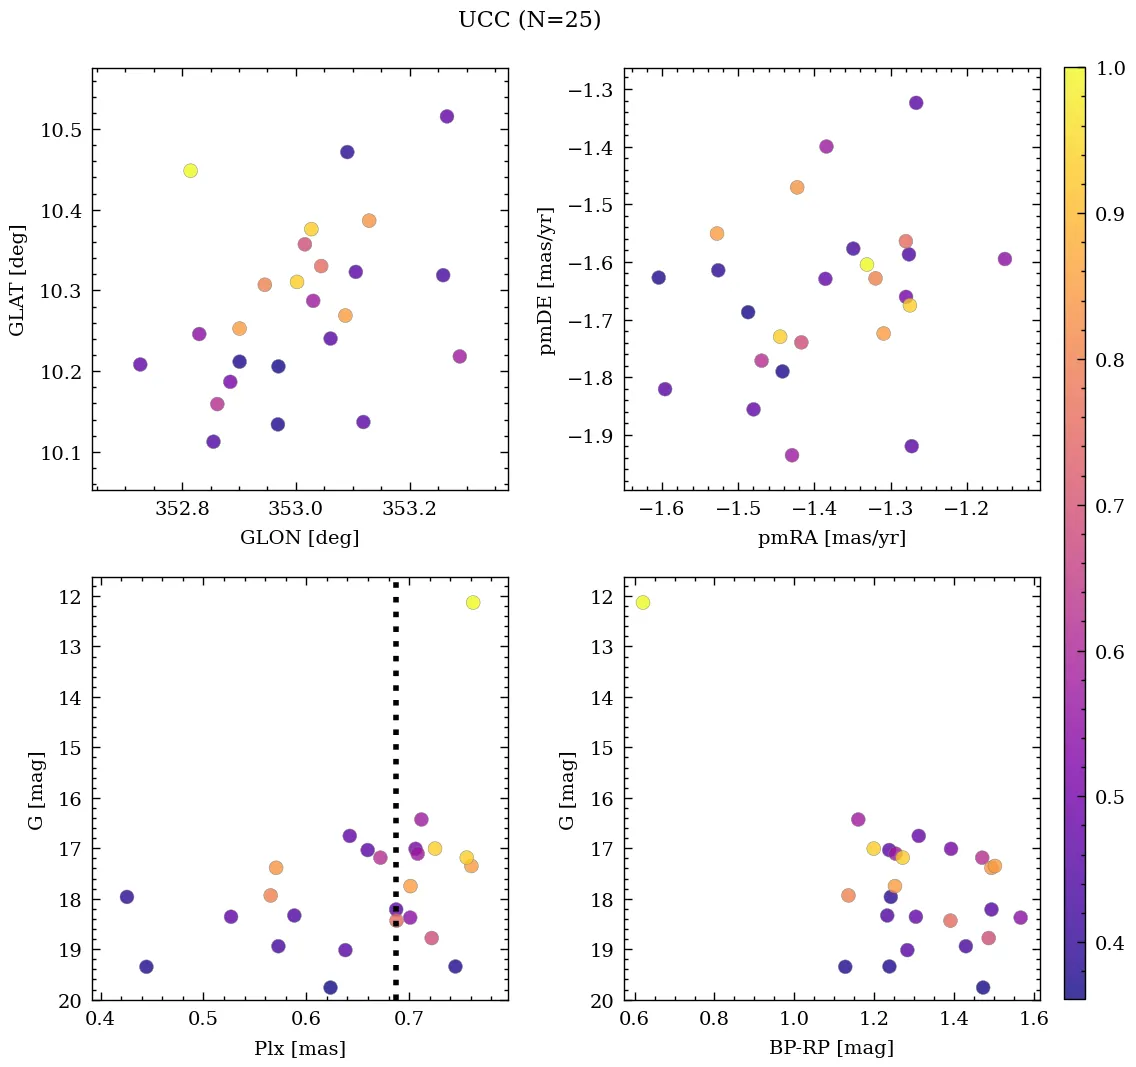 UCC (N=25)
10.5
10.4
10.3
10.2
10.1
GLAT [deg]
352.8 353.0 353.2
GLON [deg]
−1.3
−1.4
−1.5
−1.6
−1.7
−1.8
−1.9
pmDE [mas/yr]
−1.6 −1.5 −1.4 −1.3 −1.2
pmRA [mas/yr]
12
13
14
15
16
17
18
19
20
G [mag]
0.4 0.5 0.6 0.7
Plx [mas]
12
13
14
15
16
17
18
19
20
G [mag]
0.6 0.8 1.0 1.2 1.4 1.6
BP-RP [mag]
1.0
0.9
0.8
0.7
0.6
0.5
0.4